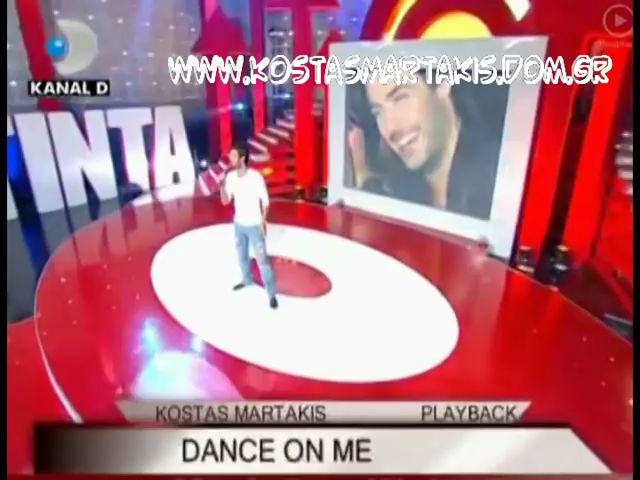 WWW.KOSTASMARTAKIS.DOM.GR
KANAL D
INTA
KOSTAS MARTAKIS PLAYBACK
DANCE ON ME